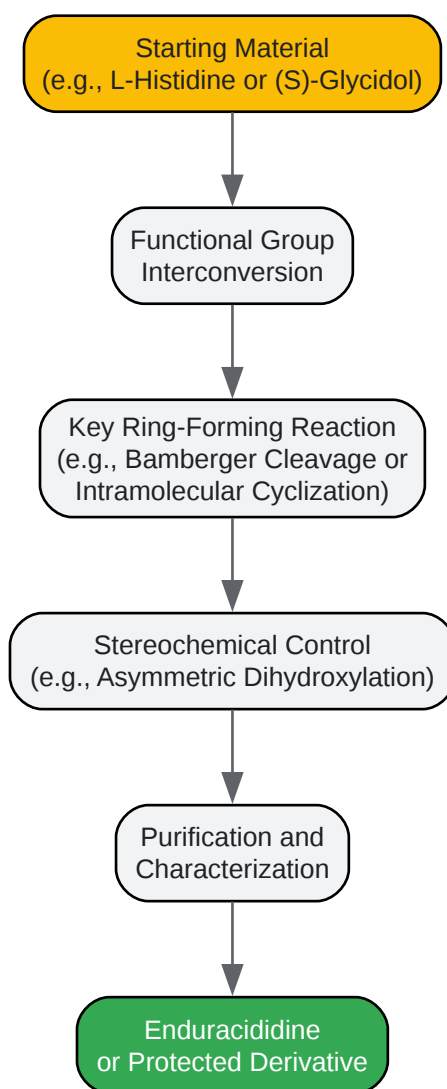 Starting Material
(e.g., L-Histidine or (S)-Glycidol)
Functional Group
Interconversion
Key Ring-Forming Reaction
(e.g., Bamberger Cleavage or
Intramolecular Cyclization)
Stereochemical Control
(e.g., Asymmetric Dihydroxylation)
Purification and
Characterization
Enduracididine
or Protected Derivative